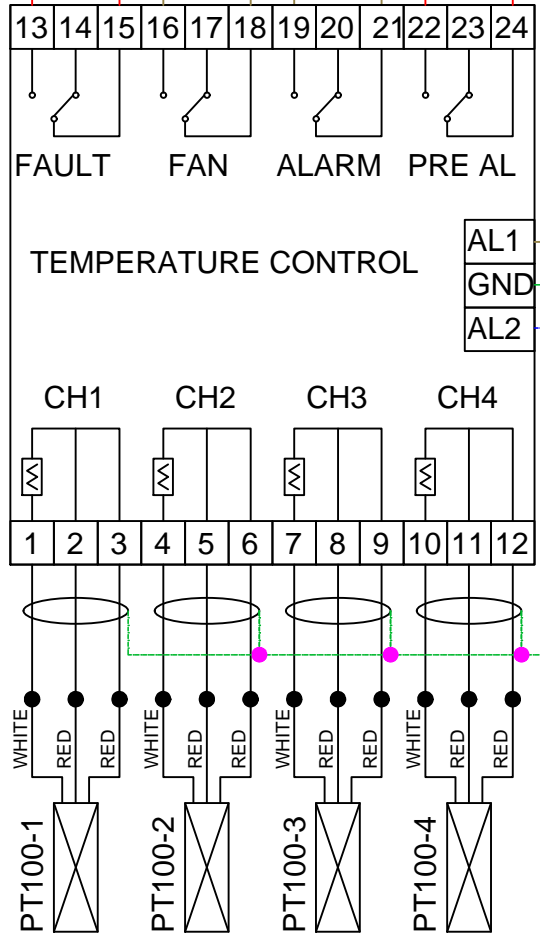 13 14 15 16 17 18 19 20 21 22 23 24
FAULT FAN ALARM PRE AL
AL1
TEMPERATURE CONTROL
GND
AL2
CH1 CH2 CH3 CH4
1 2 3 4 5 6 7 8 9 10 11 12
WHITE RED RED WHITE RED RED WHITE RED RED WHITE RED RED
PT100-1 PT100-2 PT100-3 PT100-4